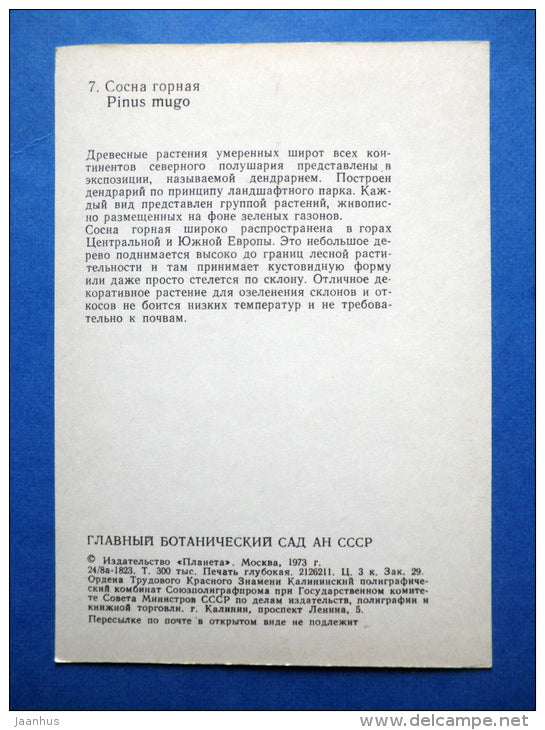 7. Сосна горная
Pinus mugo
Древесные растения умеренных широт всех кон-
тинентов северного полушария представлены в
экспозиции, называемой дендрарием. Построен
дендрарий по принципу ландшафтного парка. Каж-
дый вид представлен группой растений, живопис-
но размещенных на фоне зеленых газонов.
Сосна горная широко распространена в горах
Центральной и Южной Европы. Это небольшое де-
рево поднимается высоко до границ лесной расти-
тельности и там принимает кустовидную форму
или даже просто стелется по склону. Отличное де-
коративное растение для озеленения склонов и от-
косов не боится низких температур и не требова-
тельно к почвам.
ГЛАВНЫЙ БОТАНИЧЕСКИЙ САД АН СССР
© Издательство «Планета». Москва, 1973 г.
24/8а-1823. Т. 300 тыс. Печать глубокая. 2126211. Ц. 3 к. Зак. 29.
Ордена Трудового Красного Знамени Калининский полиграфиче-
ский комбинат Союзполиграфпрома при Государственном комите-
те Совета Министров СССР по делам издательств, полиграфии и
книжной торговли. г. Калинин, проспект Ленина, 5.
Пересылке по почте в открытом виде не подлежит
jaanhus
www.delcampe.net